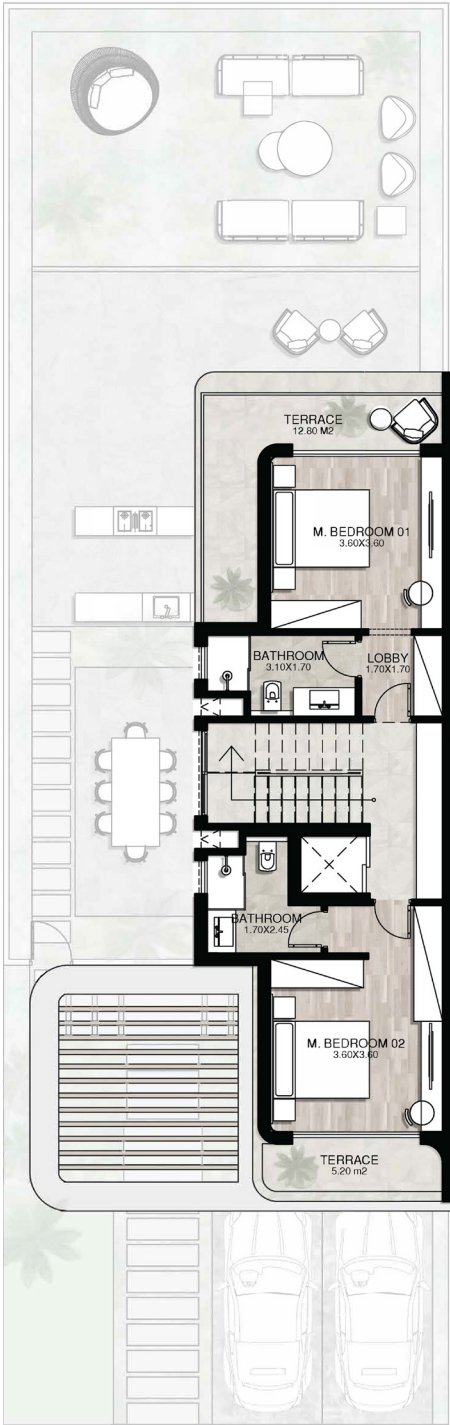 TERRACE
12.80 M2
M. BEDROOM 01
3.60X3.60
BATHROOM
3.10X1.70
LOBBY
1.70X1.70
BATHROOM
1.70X2.45
M. BEDROOM 02
3.60X3.60
TERRACE
5.20 m2